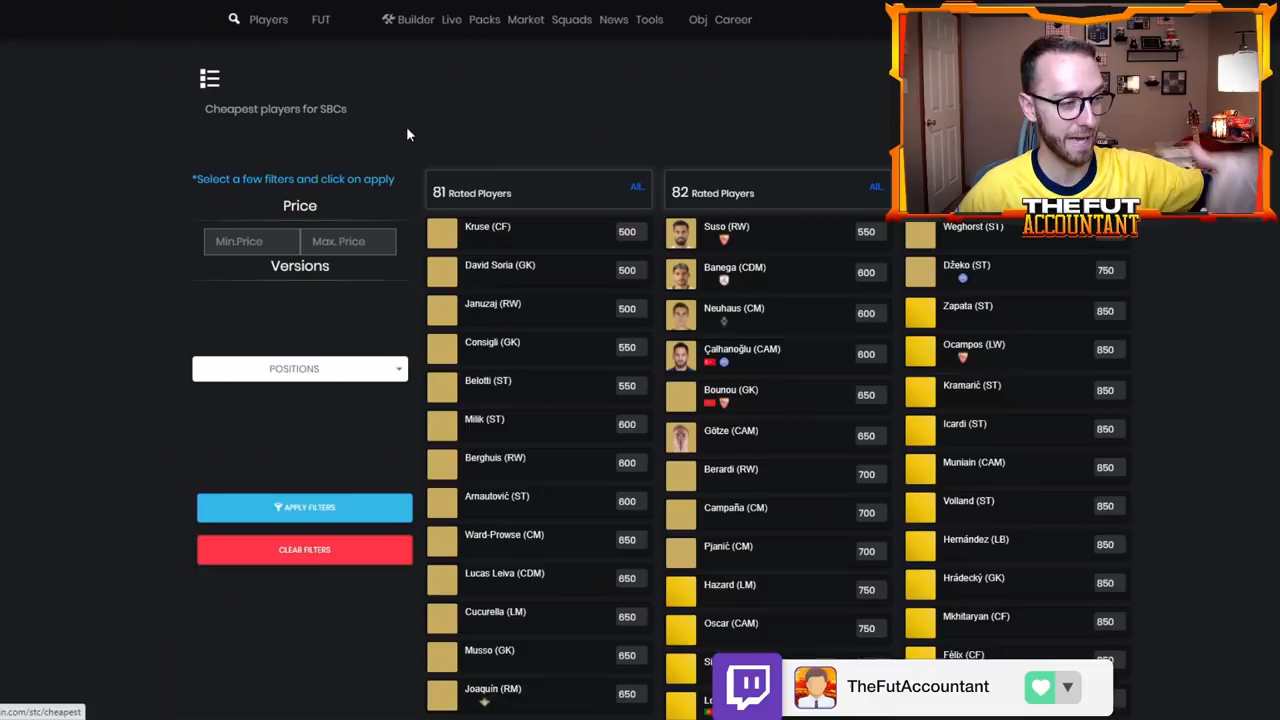 Players FUT Builder Live Packs Market Squads News Tools Obj Career
Cheapest players for SBCs
*Select a few filters and click on apply
Price
Min.Price Max. Price
Versions
POSITIONS
APPLY FILTERS
CLEAR FILTERS
81 Rated Players All..
Kruse (CF) 500
David Soria (GK) 500
Januzaj (RW) 500
Consigli (GK) 550
Belotti (ST) 550
Milik (ST) 600
Berghuis (RW) 600
Arnautović (ST) 600
Ward-Prowse (CM) 650
Lucas Leiva (CDM) 650
Cucurella (LM) 650
Musso (GK) 650
Joaquín (RM) 650
82 Rated Players All..
Suso (RW) 550
Banega (CDM) 600
Neuhaus (CM) 600
Çalhanoğlu (CAM) 600
Bounou (GK) 650
Götze (CAM) 650
Berardi (RW) 700
Campaña (CM) 700
Pjanić (CM) 700
Hazard (LM) 750
Oscar (CAM) 750
Weghorst (ST)
Džeko (ST) 750
Zapata (ST) 850
Ocampos (LW) 850
Kramarić (ST) 850
Icardi (ST) 850
Muniain (CAM) 850
Volland (ST) 850
Hernández (LB) 850
Hrádecký (GK) 850
Mkhitaryan (CF) 850
Félix (CF) 850
THE FUT
ACCOUNTANT
TheFutAccountant
in.com/stc/cheapest